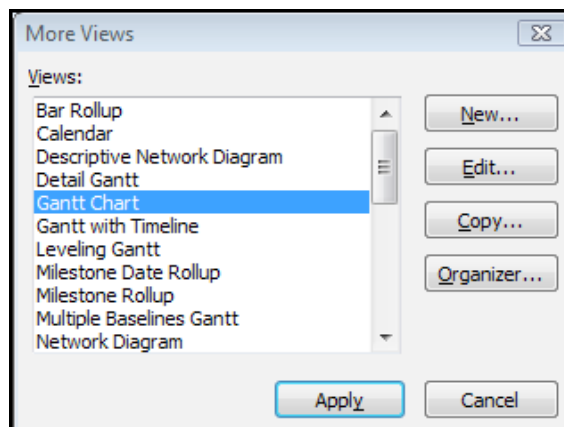 More Views
Views:
Bar Rollup
Calendar
Descriptive Network Diagram
Detail Gantt
Gantt Chart
Gantt with Timeline
Leveling Gantt
Milestone Date Rollup
Milestone Rollup
Multiple Baselines Gantt
Network Diagram
New...
Edit...
Copy...
Organizer...
Apply
Cancel